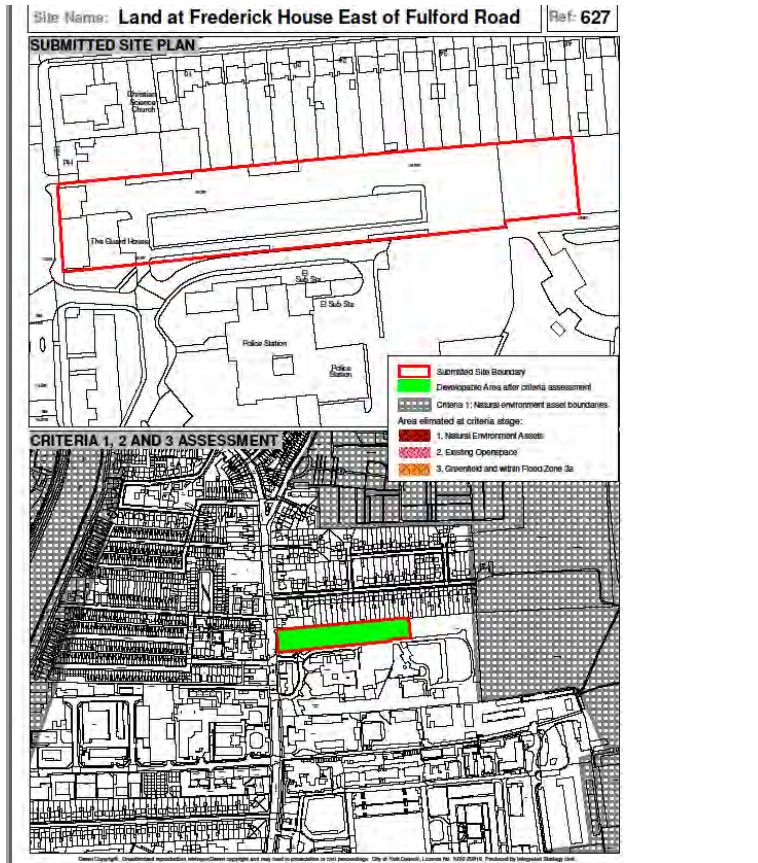 Site Name: Land at Frederick House East of Fulford Road Ref: 627
SUBMITTED SITE PLAN
Christian
Science
Church
PH
The Guard House
El
Sub Sta
El Sub Sta
Police Station
Police
Station
Submitted Site Boundary
Developable Area after criteria assessment
Criteria 1: Natural environment asset boundaries
Area elimated at criteria stage:
1, Natural Environment Assets
2, Existing Openspace
3, Greenfield and within Flood Zone 3a
CRITERIA 1, 2 AND 3 ASSESSMENT